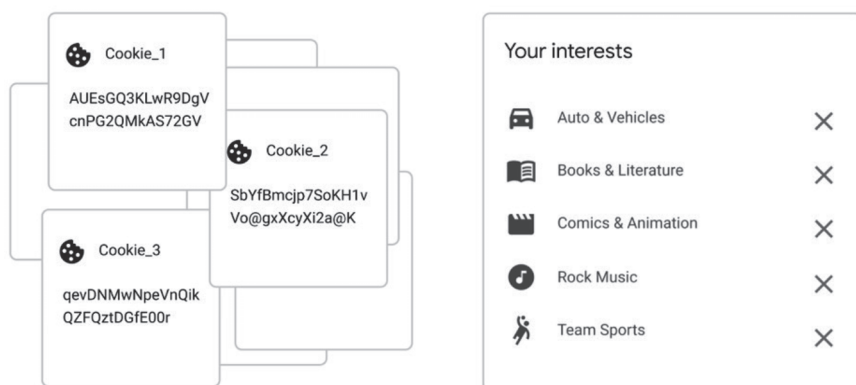 Cookie_1
AUEsGQ3KLwR9DgV
cnPG2QMkAS72GV
Cookie_2
SbYfBmcjp7SoKH1v
Vo@gxXcyXi2a@K
Cookie_3
qevDNMwNpeVnQik
QZFQztDGfE00r
Your interests
Auto & Vehicles
Books & Literature
Comics & Animation
Rock Music
Team Sports